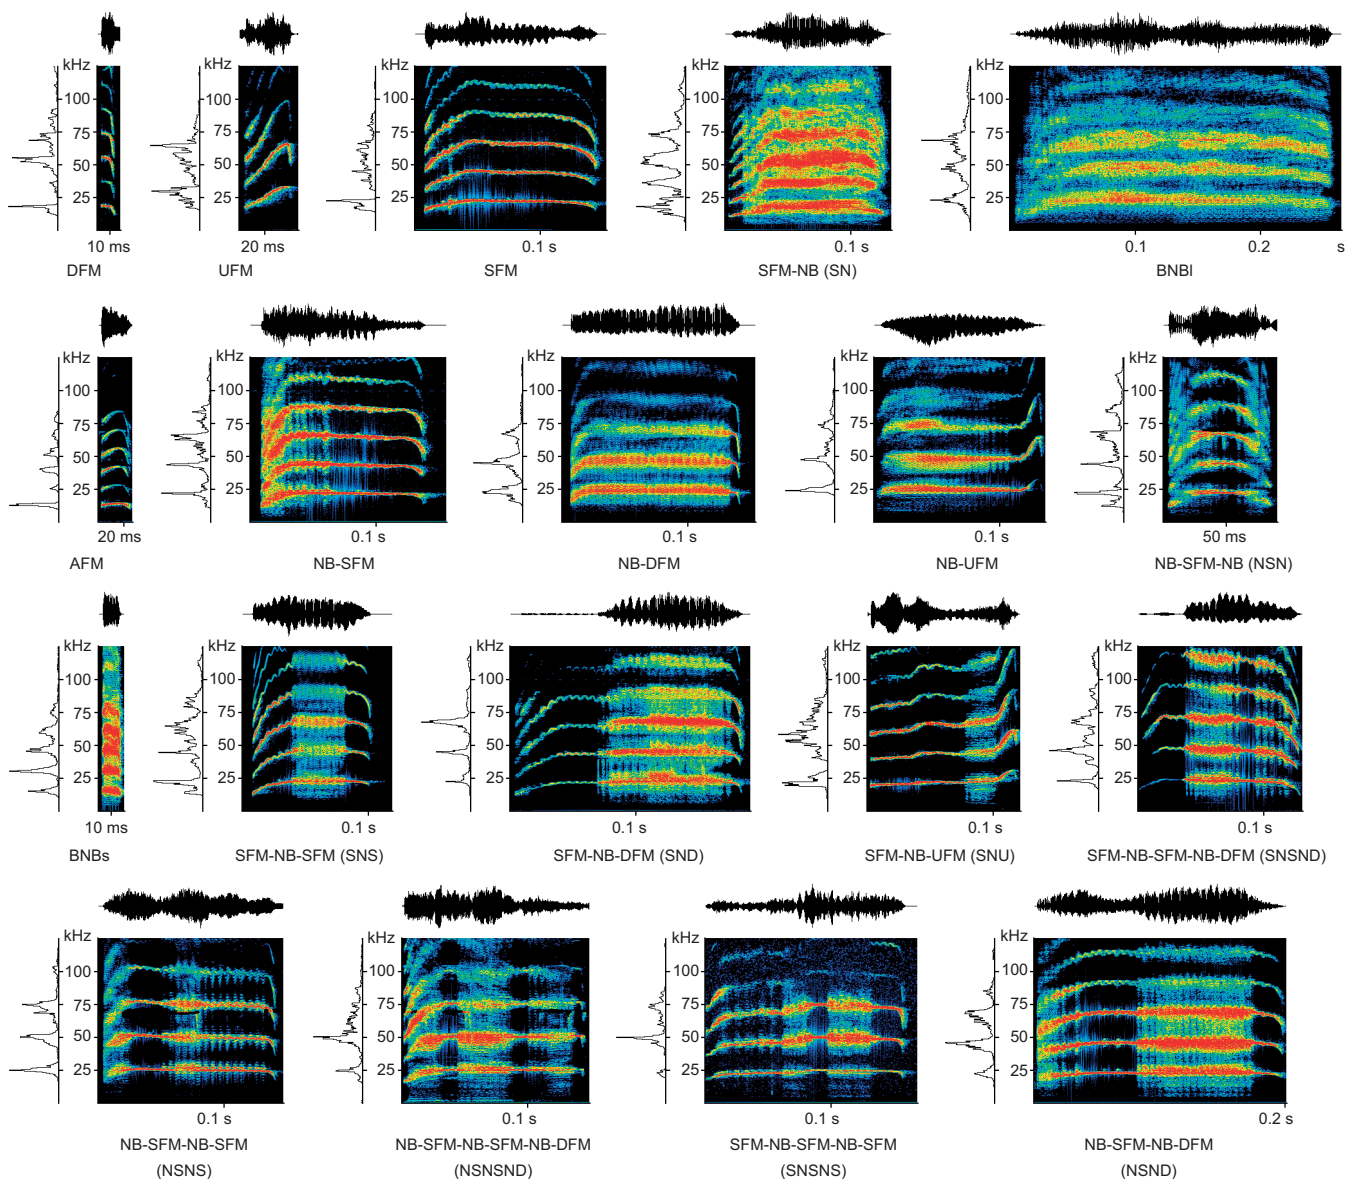 kHz kHz kHz kHz kHz
100 100 100 100 100
75 75 75 75 75
50 50 50 50 50
25 25 25 25 25
10 ms 20 ms 0.1 s 0.1 s 0.1 0.2 s
DFM UFM SFM SFM-NB (SN) BNBl
kHz kHz kHz kHz kHz
100 100 100 100 100
75 75 75 75 75
50 50 50 50 50
25 25 25 25 25
20 ms 0.1 s 0.1 s 0.1 s 50 ms
AFM NB-SFM NB-DFM NB-UFM NB-SFM-NB (NSN)
kHz kHz kHz kHz kHz
100 100 100 100 100
75 75 75 75 75
50 50 50 50 50
25 25 25 25 25
10 ms 0.1 s 0.1 s 0.1 s 0.1 s
BNBs SFM-NB-SFM (SNS) SFM-NB-DFM (SND) SFM-NB-UFM (SNU) SFM-NB-SFM-NB-DFM (SNSND)
kHz kHz kHz kHz
100 100 100 100
75 75 75 75
50 50 50 50
25 25 25 25
0.1 s 0.1 s 0.1 s 0.2 s
NB-SFM-NB-SFM NB-SFM-NB-SFM-NB-DFM SFM-NB-SFM-NB-SFM NB-SFM-NB-DFM
(NSNS) (NSNSND) (SNSNS) (NSND)